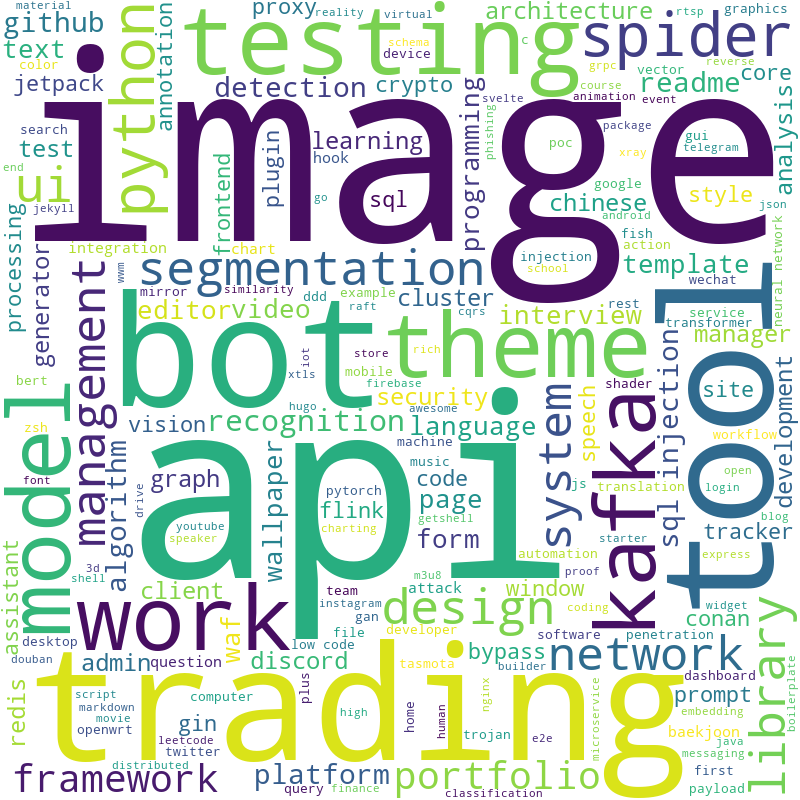 material
proxy
reality
virtual
architecture
rtsp
graphics
github
python
testing
spider
text
color
schema
device
c
grpc
reverse
jetpack
annotation
detection
crypto
course
vector
readme
core
image
svelte
animation
event
search
test
learning
hook
programming
phishing
package
gui
telegram
analysis
poc
xray
end
ui
plugin
go
sql
google
style
json
jekyll
frontend
chinese
android
processing
integration
chart
fish
action
generator
segmentation
injection
school
template
neural network
wechat
wwm
mirror
similarity
ddd
example
raft
cluster
cqrs
rest
service
transformer
editor
video
interview
manager
management
bot
theme
tool
iot
store
rich
xtls
mobile
firebase
shader
bert
model
hugo
awesome
security
kafka
site
zsh
vision
recognition
language
system
speech
sql injection
workflow
development
algorithm
machine
music
open
font
graph
wallpaper
api
pytorch
code
js
translation
login
drive
flink
page
blog
youtube
speaker
charting
getshell
form
starter
tracker
assistant
3d
shell
automation
express
m3u8
proof
client
team
attack
window
work
instagram
gan
design
coding
widget
waf
file
developer
conan
desktop
low code
software
penetration
douban
admin
question
discord
tasmota
bypass
builder
network
dashboard
redis
trading
plus
prompt
embedding
script
markdown
movie
computer
library
boilerplate
openwrt
gin
high
home
human
nginx
microservice
baekjoon
leetcode
twitter
trojan
e2e
java
messaging
distributed
first
framework
platform
portfolio
query
finance
classification
payload